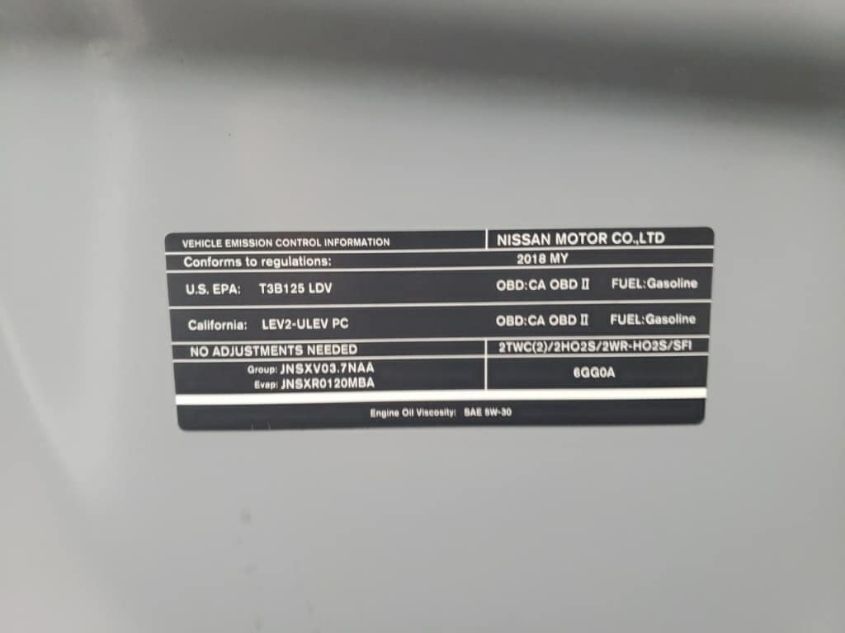 VEHICLE EMISSION CONTROL INFORMATION
NISSAN MOTOR CO.,LTD
Conforms to regulations:
2018 MY
U.S. EPA: T3B125 LDV
OBD:CA OBD II FUEL:Gasoline
California: LEV2-ULEV PC
OBD:CA OBD II FUEL:Gasoline
NO ADJUSTMENTS NEEDED
2TWC(2)/2HO2S/2WR-HO2S/SFI
Group: JNSXV03.7NAA
Evap: JNSXR0120MBA
6GG0A
Engine Oil Viscosity: SAE 5W-30